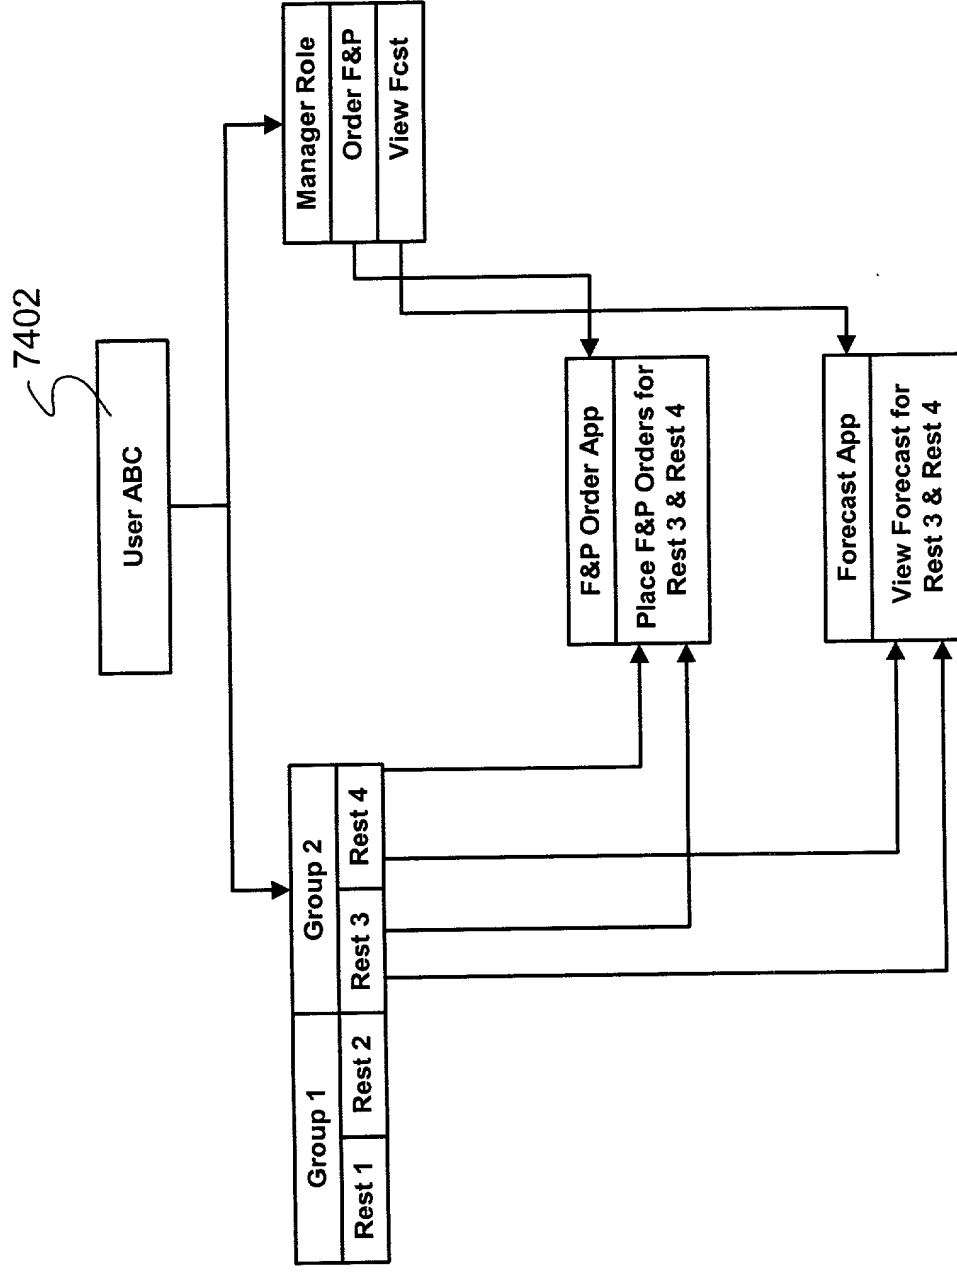 7402
User ABC
Group 1
Group 2
Rest 1
Rest 2
Rest 3
Rest 4
Manager Role
Order F&P
View Fcst
F&P Order App
Place F&P Orders for
Rest 3 & Rest 4
Forecast App
View Forecast for
Rest 3 & Rest 4